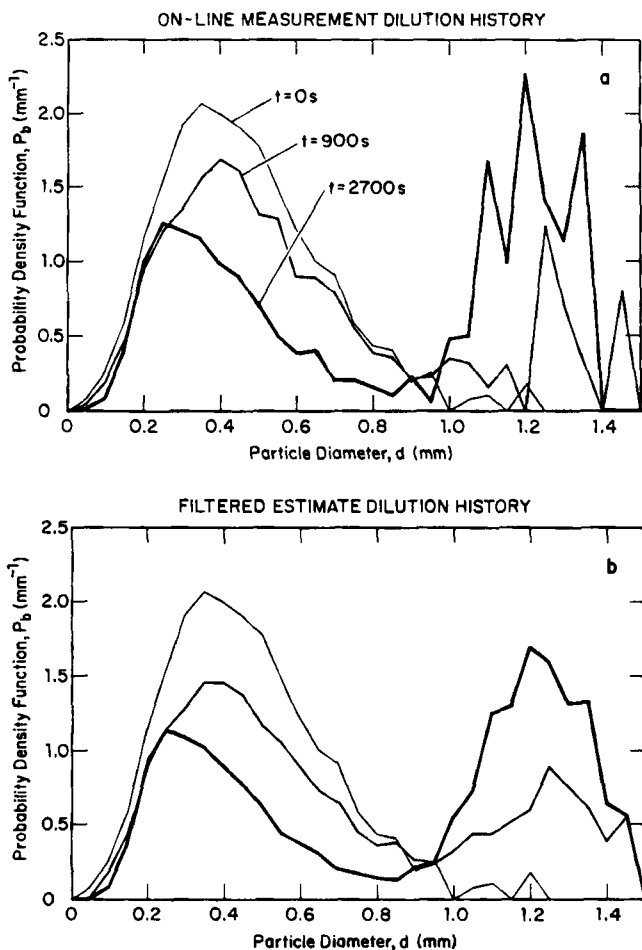 ON-LINE MEASUREMENT DILUTION HISTORY
a
t=0s
t=900s
t=2700s
Probability Density Function, P_b (mm⁻¹)
2.5
2.0
1.5
1.0
0.5
0
0 0.2 0.4 0.6 0.8 1.0 1.2 1.4
Particle Diameter, d (mm)
FILTERED ESTIMATE DILUTION HISTORY
b
Probability Density Function, P_b (mm⁻¹)
2.5
2.0
1.5
1.0
0.5
0
0 0.2 0.4 0.6 0.8 1.0 1.2 1.4
Particle Diameter, d (mm)